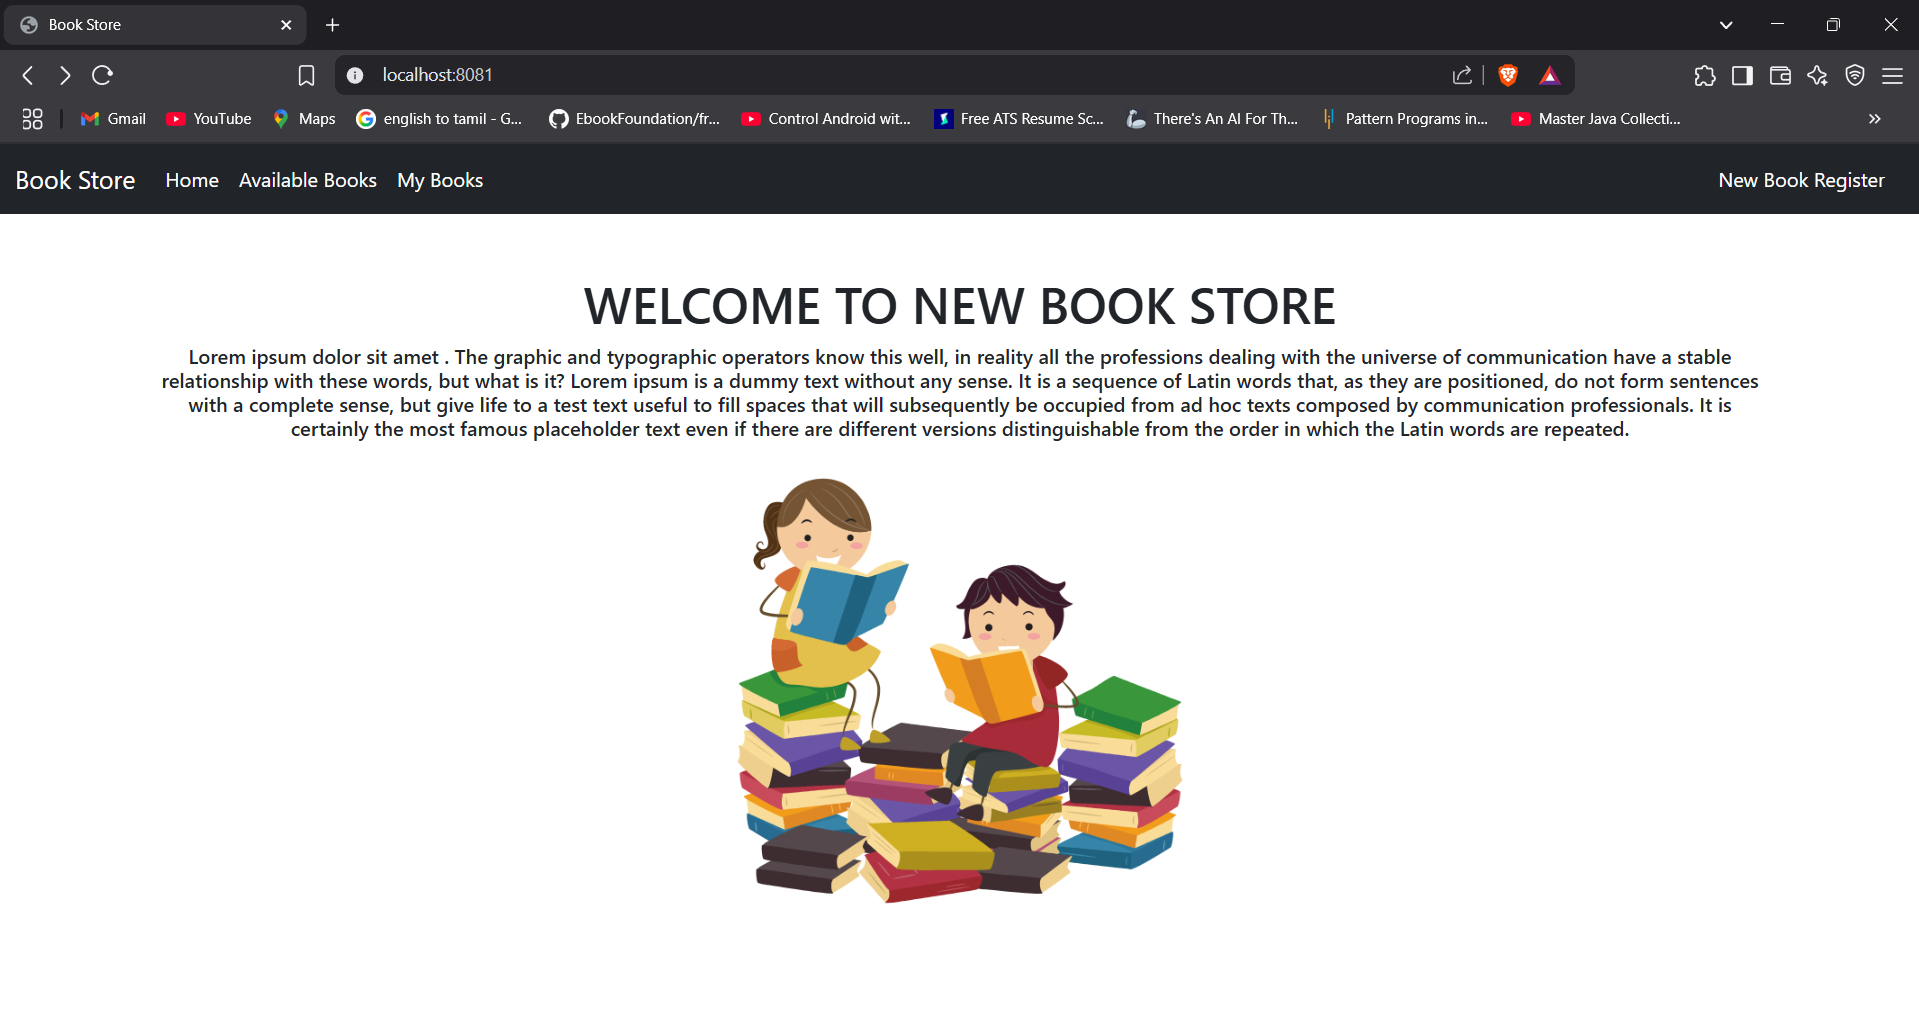 Book Store
localhost:8081
Gmail YouTube Maps english to tamil - G... EbookFoundation/fr... Control Android wit... Free ATS Resume Sc... There's An AI For Th... Pattern Programs in... Master Java Collecti...
Book Store Home Available Books My Books New Book Register
WELCOME TO NEW BOOK STORE
Lorem ipsum dolor sit amet . The graphic and typographic operators know this well, in reality all the professions dealing with the universe of communication have a stable
relationship with these words, but what is it? Lorem ipsum is a dummy text without any sense. It is a sequence of Latin words that, as they are positioned, do not form sentences
with a complete sense, but give life to a test text useful to fill spaces that will subsequently be occupied from ad hoc texts composed by communication professionals. It is
certainly the most famous placeholder text even if there are different versions distinguishable from the order in which the Latin words are repeated.